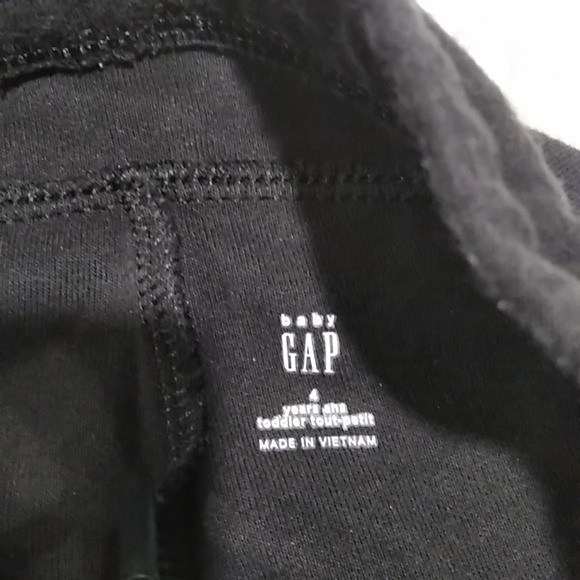 baby
GAP
4
years ans
toddler tout-petit
MADE IN VIETNAM